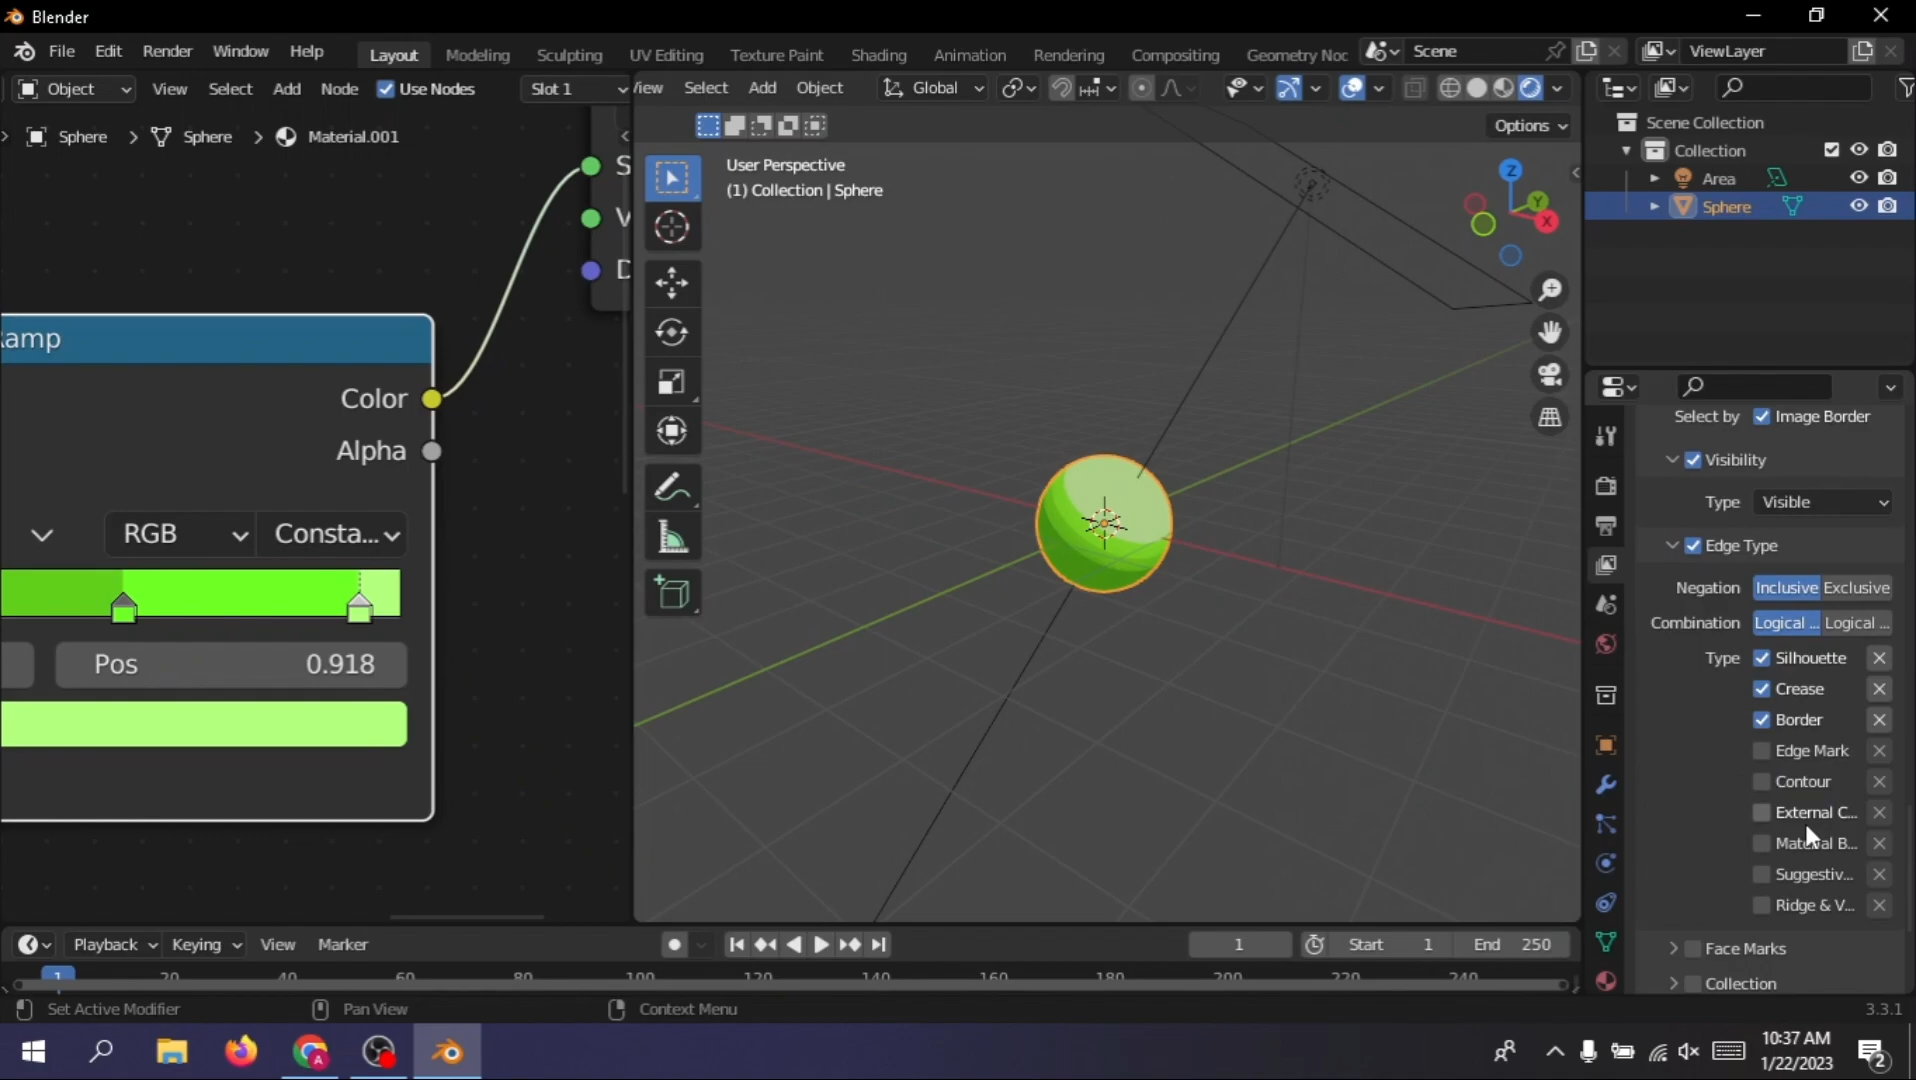 Blender
File Edit Render Window Help Layout Modeling Sculpting UV Editing Texture Paint Shading Animation Rendering Compositing Geometry Noc Scene ViewLayer
Object View Select Add Node Use Nodes Slot 1 View Select Add Object Global
Sphere > Sphere > Material.001
Options
User Perspective
(1) Collection | Sphere
Z
Y
X
Scene Collection
Collection
Area
Sphere
S
V
D
Ramp
Color
Alpha
RGB Consta...
Pos 0.918
Select by Image Border
Visibility
Type Visible
Edge Type
Negation Inclusive Exclusive
Combination Logical ... Logical ...
Type Silhouette
Crease
Border
Edge Mark
Contour
External C...
Material B...
Suggestiv...
Ridge & V...
Face Marks
Collection
Playback Keying View Marker 1 Start 1 End 250
1 20 40 60 80 100 120 140 160 180 200 220 240
Set Active Modifier Pan View Context Menu 3.3.1
A
10:37 AM
1/22/2023
2